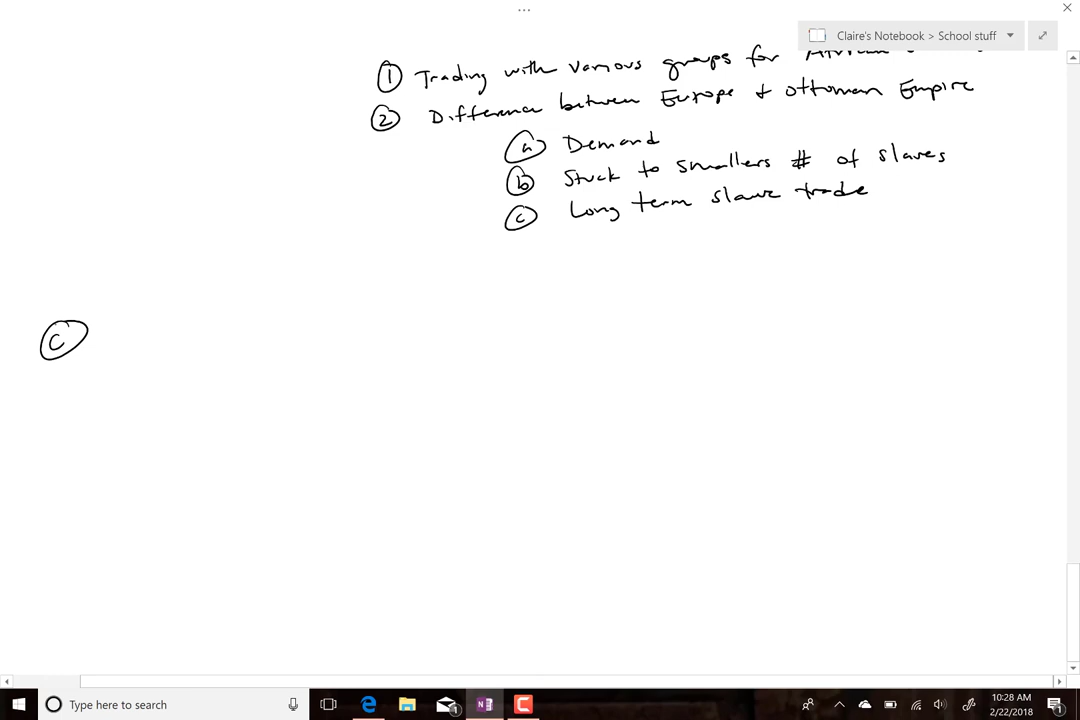 ...
Claire's Notebook > School stuff
① Trading with various groups for African
② Difference between Europe + Ottoman Empire
ⓐ Demand
ⓑ Stuck to smallers # of slaves
ⓒ Long term slave trade
Ⓒ
Type here to search
10:28 AM
2/22/2018